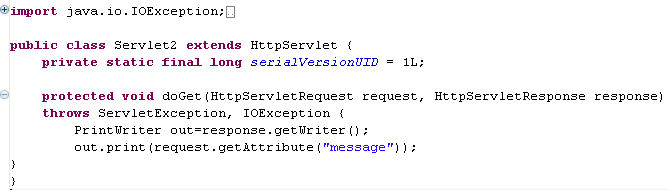 import java.io.IOException;
public class Servlet2 extends HttpServlet {
    private static final long serialVersionUID = 1L;
    protected void doGet(HttpServletRequest request, HttpServletResponse response)
    throws ServletException, IOException {
        PrintWriter out=response.getWriter();
        out.print(request.getAttribute("message"));
}
}